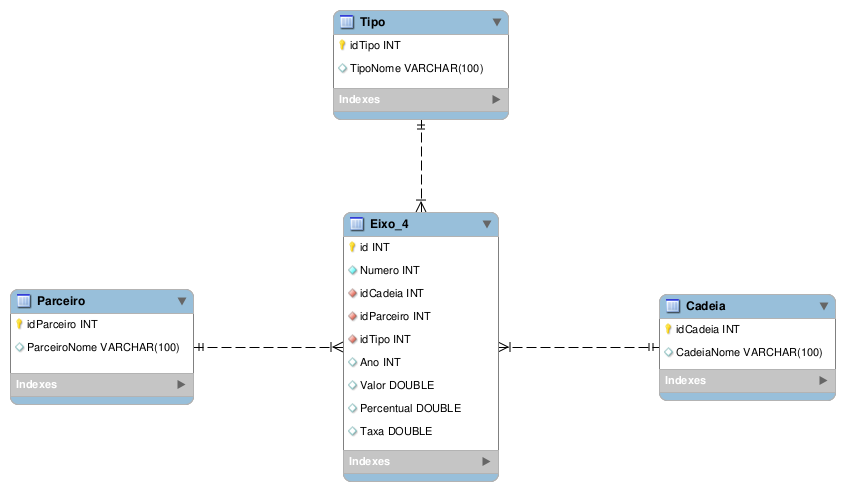 Tipo
idTipo INT
TipoNome VARCHAR(100)
Indexes
Eixo_4
id INT
Numero INT
idCadeia INT
idParceiro INT
idTipo INT
Ano INT
Valor DOUBLE
Percentual DOUBLE
Taxa DOUBLE
Indexes
Parceiro
idParceiro INT
ParceiroNome VARCHAR(100)
Indexes
Cadeia
idCadeia INT
CadeiaNome VARCHAR(100)
Indexes